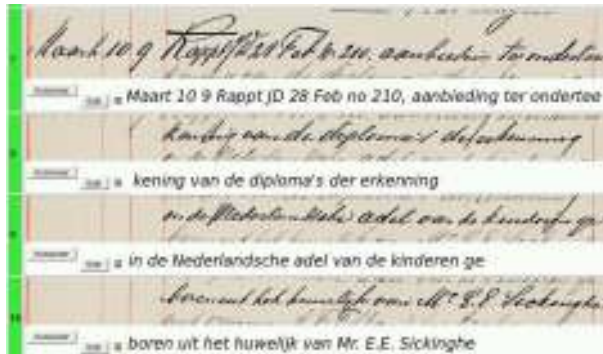 Maart 10 9 Rappt JD 28 Feb no 210. aanbieding ter onderteе
Maart 10 9 Rappt JD 28 Feb no 210, aanbieding ter ondertee
kening van de diploma's der erkenning
kening van de diploma's der erkenning
in de Nederlandsche adel van de kinderen ge
in de Nederlandsche adel van de kinderen ge
boren uit het huwelijk van Mr. E.E. Sickinghe
boren uit het huwelijk van Mr. E.E. Sickinghe